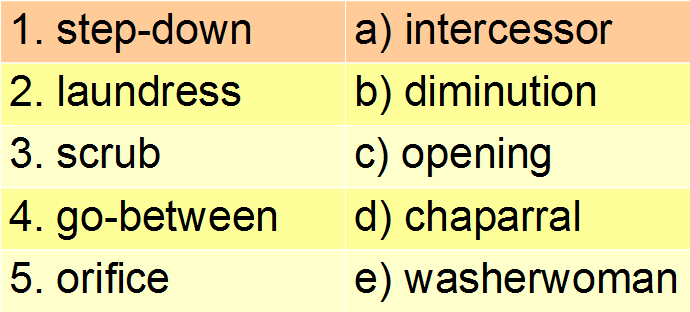 1. step-down a) intercessor
2. laundress b) diminution
3. scrub c) opening
4. go-between d) chaparral
5. orifice e) washerwoman